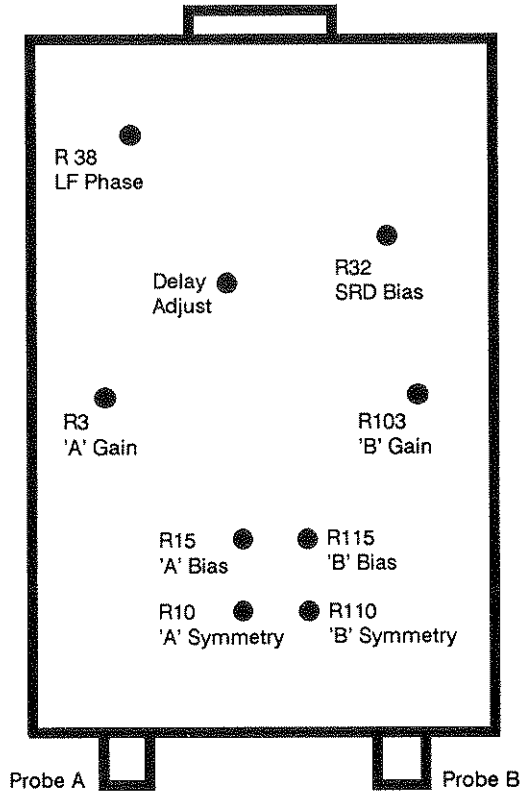 R 38
LF Phase
R32
SRD Bias
Delay
Adjust
R3
'A' Gain
R103
'B' Gain
R15
'A' Bias
R115
'B' Bias
R10
'A' Symmetry
R110
'B' Symmetry
Probe A
Probe B